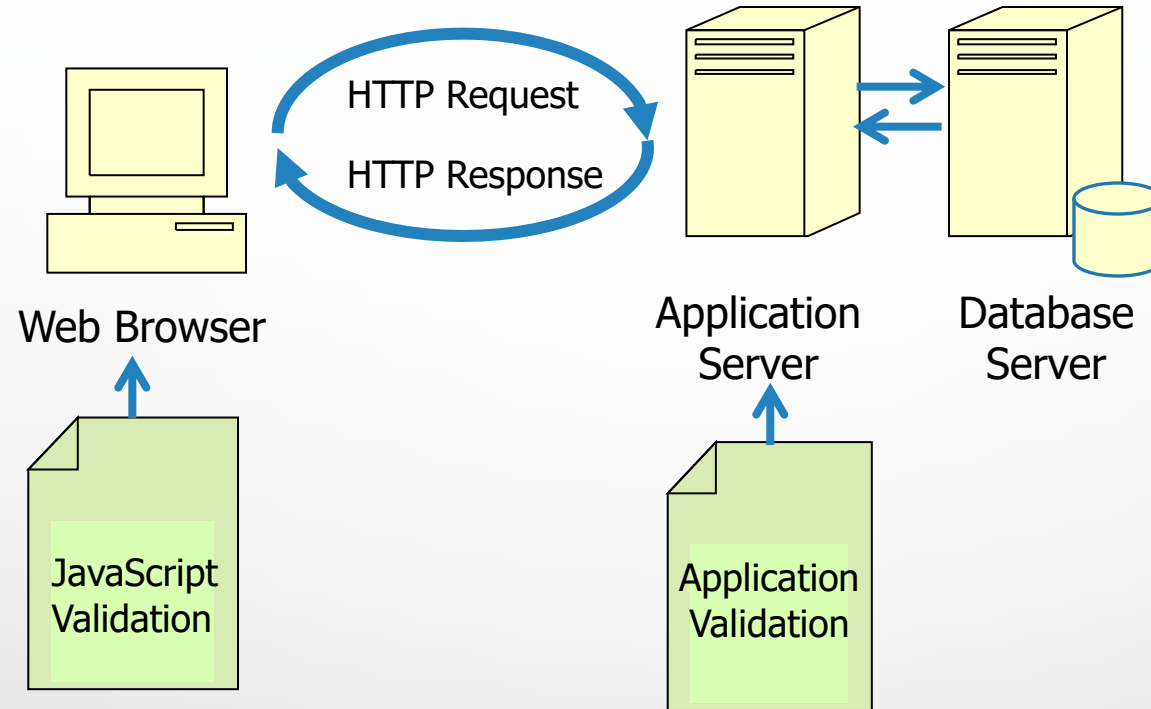 HTTP Request
HTTP Response
Web Browser
Application
Server
Database
Server
JavaScript
Validation
Application
Validation